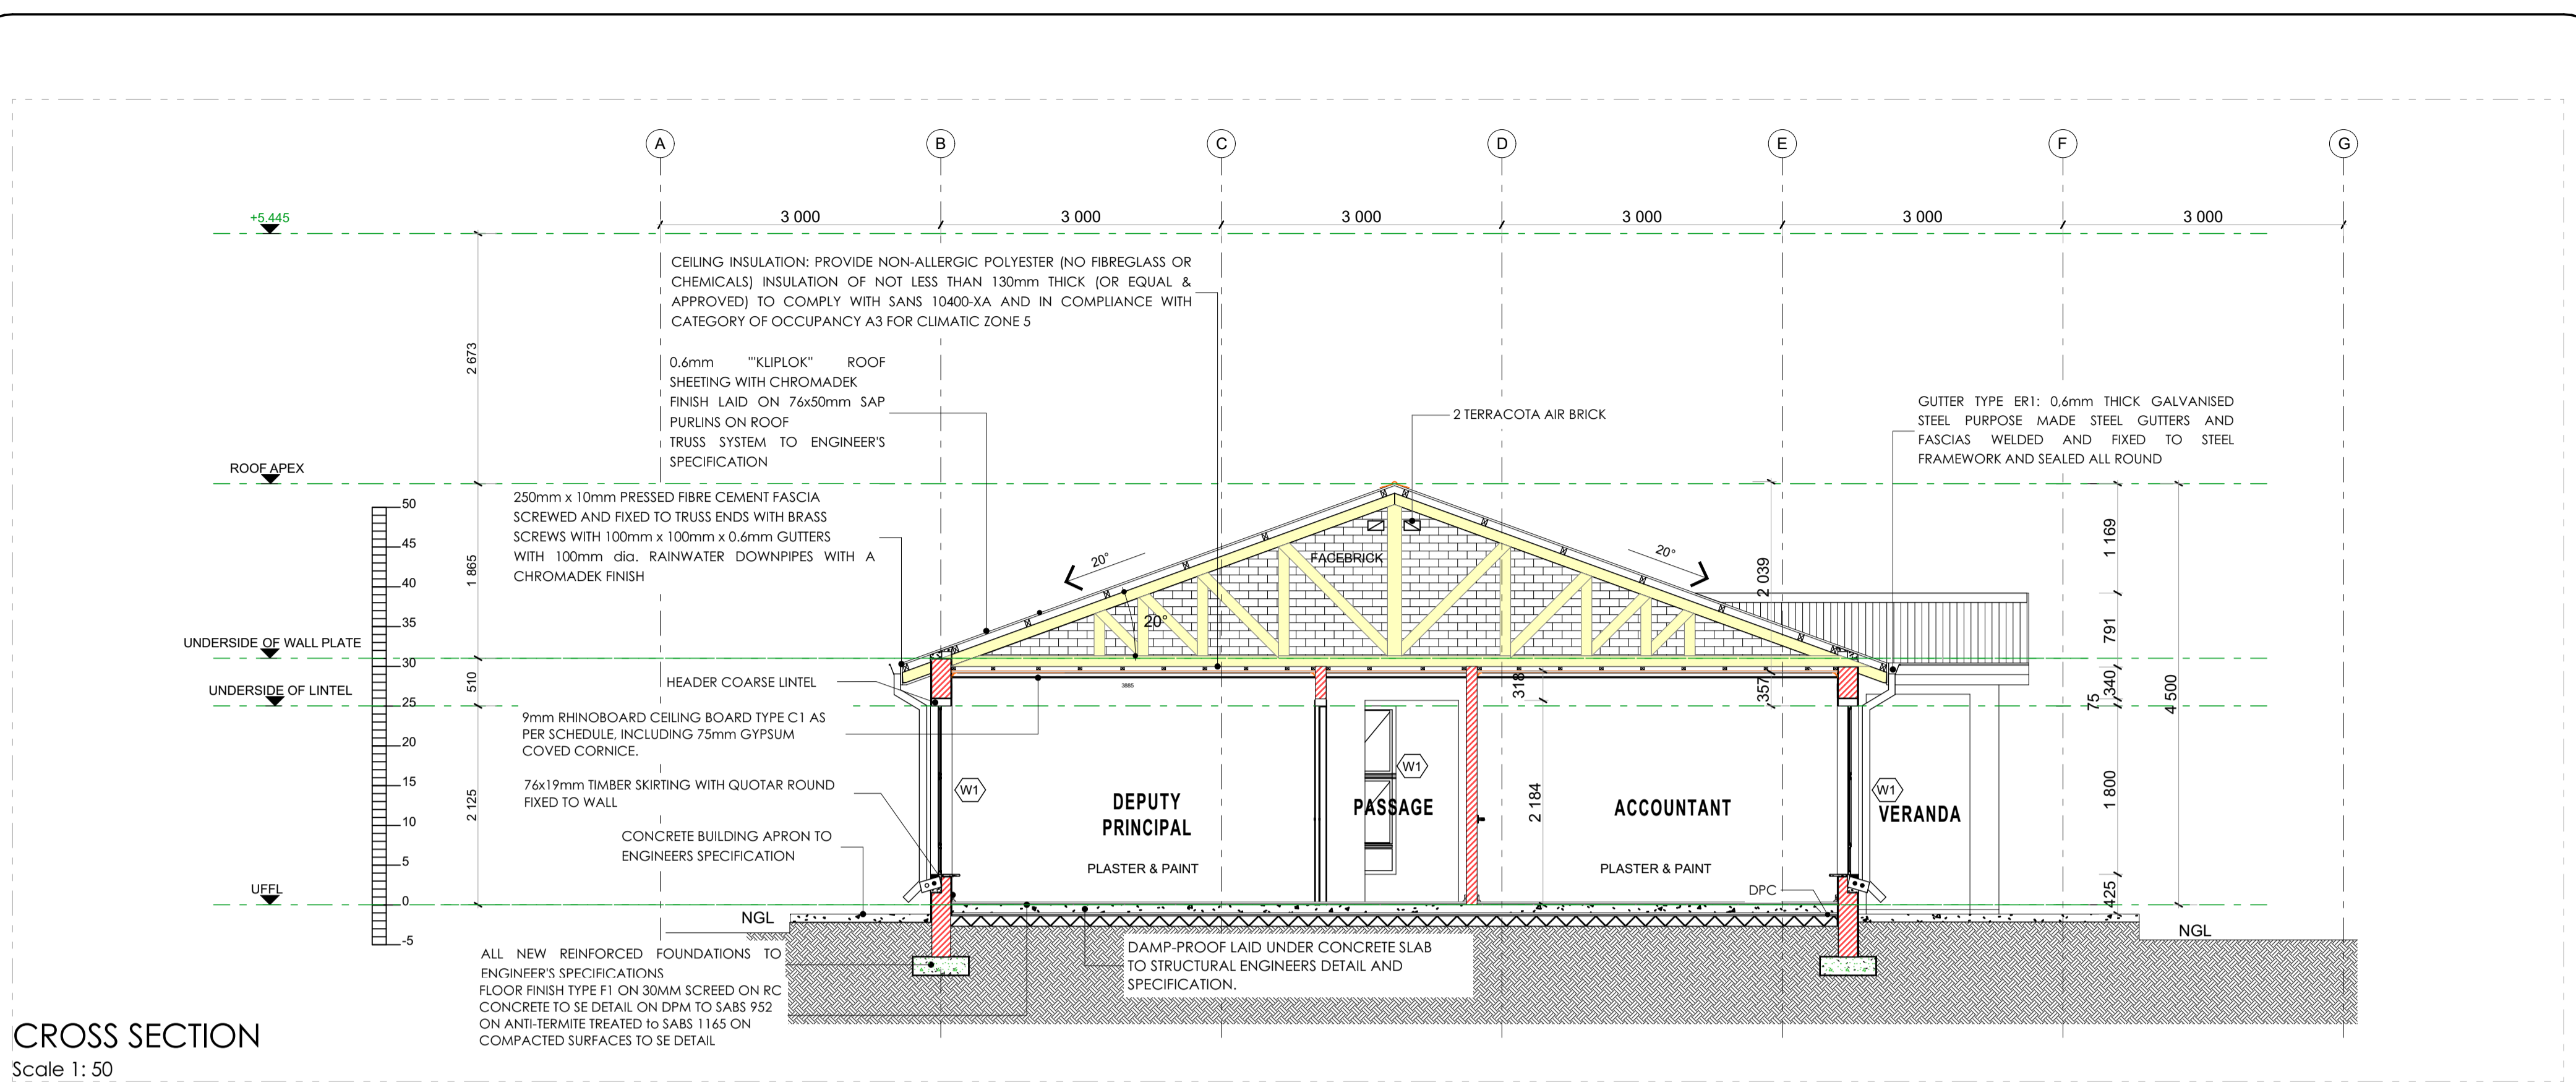 A B C D E F G
3 000 3 000 3 000 3 000 3 000 3 000
+5.445
CEILING INSULATION: PROVIDE NON-ALLERGIC POLYESTER (NO FIBREGLASS OR
CHEMICALS) INSULATION OF NOT LESS THAN 130mm THICK (OR EQUAL &
APPROVED) TO COMPLY WITH SANS 10400-XA AND IN COMPLIANCE WITH
CATEGORY OF OCCUPANCY A3 FOR CLIMATIC ZONE 5
2 673
0.6mm '"KLIPLOK" ROOF
SHEETING WITH CHROMADEK
FINISH LAID ON 76x50mm SAP
PURLINS ON ROOF
TRUSS SYSTEM TO ENGINEER'S
SPECIFICATION
2 TERRACOTA AIR BRICK
GUTTER TYPE ER1: 0,6mm THICK GALVANISED
STEEL PURPOSE MADE STEEL GUTTERS AND
FASCIAS WELDED AND FIXED TO STEEL
FRAMEWORK AND SEALED ALL ROUND
ROOF APEX
250mm x 10mm PRESSED FIBRE CEMENT FASCIA
SCREWED AND FIXED TO TRUSS ENDS WITH BRASS
SCREWS WITH 100mm x 100mm x 0.6mm GUTTERS
WITH 100mm dia. RAINWATER DOWNPIPES WITH A
CHROMADEK FINISH
50
45
40
35
30
25
20
15
10
5
0
-5
1 865
510
2 125
20°
FACEBRICK
20°
20°
2 039
1 169
791
340
75
4 500
1 800
425
UNDERSIDE OF WALL PLATE
UNDERSIDE OF LINTEL
HEADER COARSE LINTEL
3885
318
357
2 184
9mm RHINOBOARD CEILING BOARD TYPE C1 AS
PER SCHEDULE, INCLUDING 75mm GYPSUM
COVED CORNICE.
76x19mm TIMBER SKIRTING WITH QUOTAR ROUND
FIXED TO WALL
CONCRETE BUILDING APRON TO
ENGINEERS SPECIFICATION
W1
W1
W1
DEPUTY
PRINCIPAL
PASSAGE
ACCOUNTANT
VERANDA
PLASTER & PAINT
PLASTER & PAINT
UFFL
DPC
NGL
NGL
ALL NEW REINFORCED FOUNDATIONS TO
ENGINEER'S SPECIFICATIONS
FLOOR FINISH TYPE F1 ON 30MM SCREED ON RC
CONCRETE TO SE DETAIL ON DPM TO SABS 952
ON ANTI-TERMITE TREATED to SABS 1165 ON
COMPACTED SURFACES TO SE DETAIL
DAMP-PROOF LAID UNDER CONCRETE SLAB
TO STRUCTURAL ENGINEERS DETAIL AND
SPECIFICATION.
CROSS SECTION
Scale 1: 50